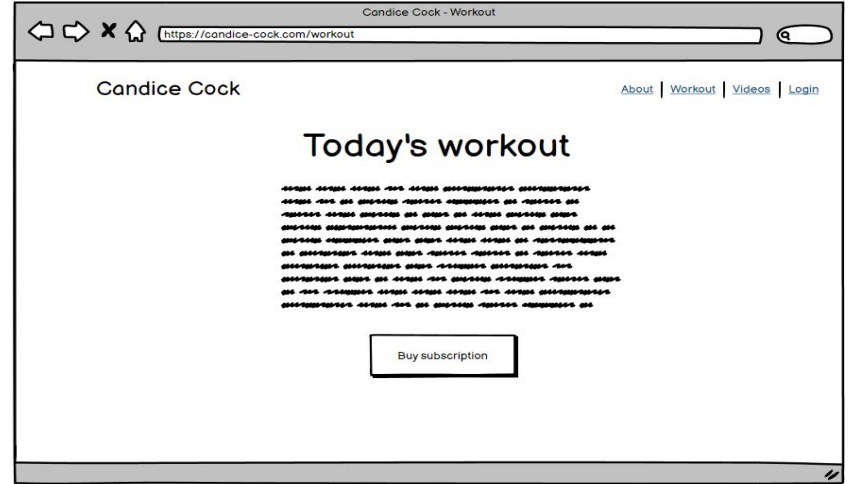 Candice Cock - Workout
https://candice-cock.com/workout
Candice Cock
About | Workout | Videos | Login
Today's workout
Buy subscription